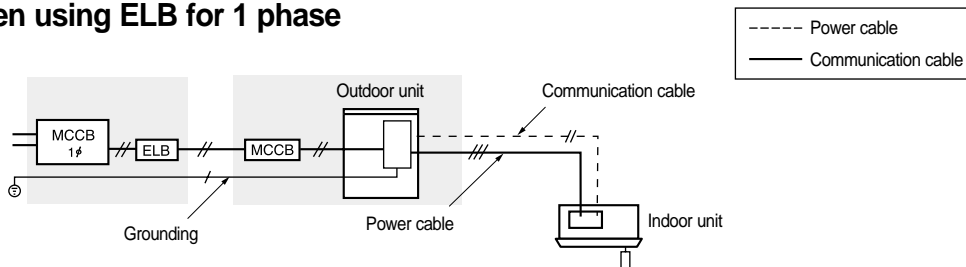 en using ELB for 1 phase
Power cable
Communication cable
Outdoor unit
Communication cable
MCCB
1ϕ
ELB
MCCB
Grounding
Power cable
Indoor unit